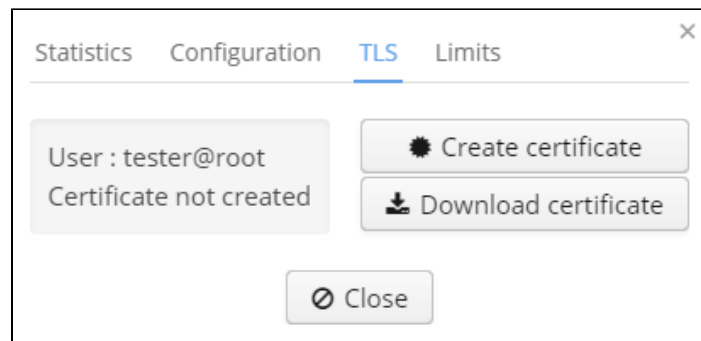 Statistics Configuration TLS Limits
User : tester@root
Certificate not created
Create certificate
Download certificate
Close